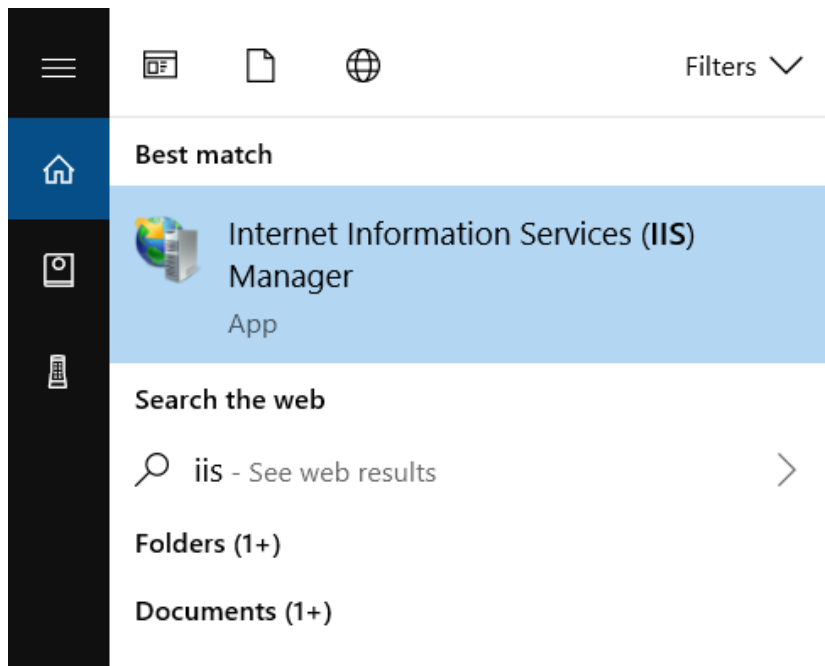 Filters
Best match
Internet Information Services (IIS)
Manager
App
Search the web
iis - See web results
Folders (1+)
Documents (1+)